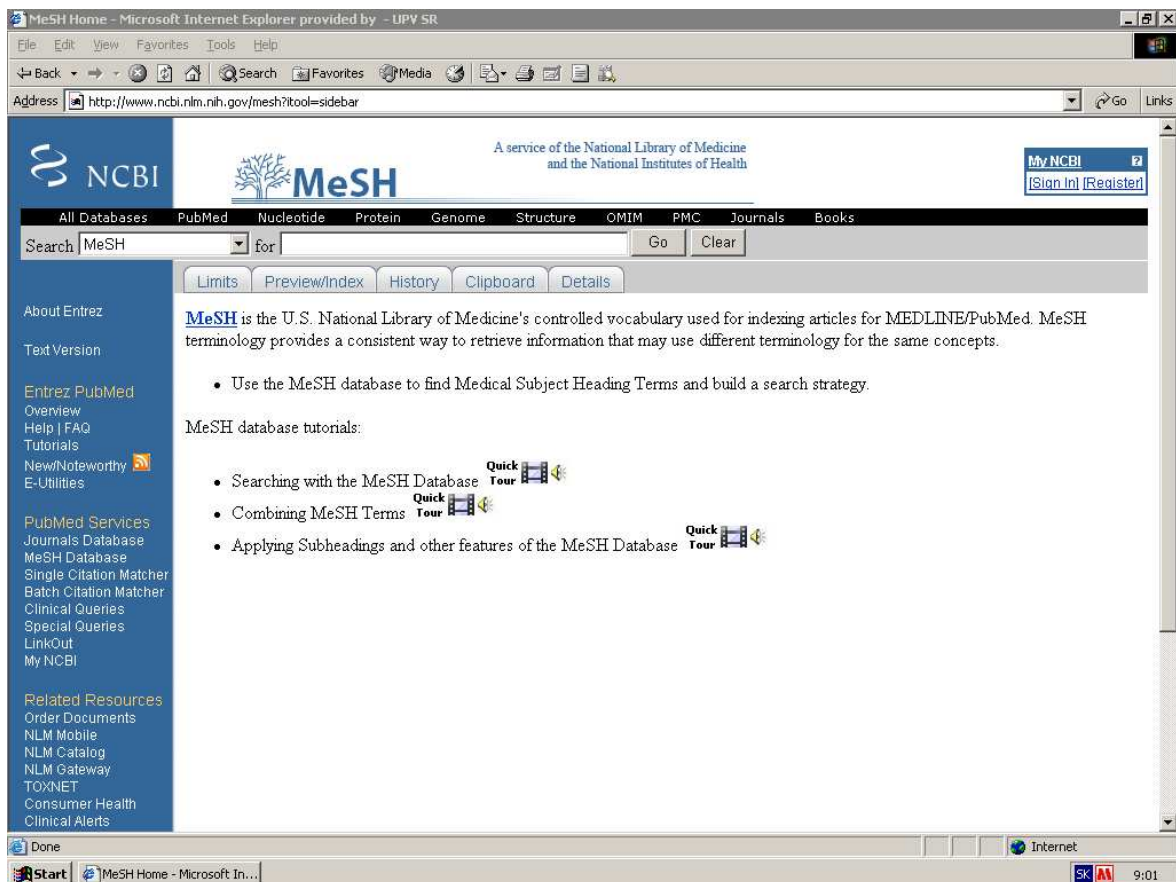 MeSH Home - Microsoft Internet Explorer provided by - UPV SR
File Edit View Favorites Tools Help
Back Search Favorites Media
Address http://www.ncbi.nlm.nih.gov/mesh?itool=sidebar Go Links
NCBI
MeSH
A service of the National Library of Medicine
and the National Institutes of Health
My NCBI
[Sign In] [Register]
All Databases PubMed Nucleotide Protein Genome Structure OMIM PMC Journals Books
Search MeSH for Go Clear
Limits Preview/Index History Clipboard Details
About Entrez
Text Version
Entrez PubMed
Overview
Help | FAQ
Tutorials
New/Noteworthy
E-Utilities
PubMed Services
Journals Database
MeSH Database
Single Citation Matcher
Batch Citation Matcher
Clinical Queries
Special Queries
LinkOut
My NCBI
Related Resources
Order Documents
NLM Mobile
NLM Catalog
NLM Gateway
TOXNET
Consumer Health
Clinical Alerts
MeSH is the U.S. National Library of Medicine's controlled vocabulary used for indexing articles for MEDLINE/PubMed. MeSH
terminology provides a consistent way to retrieve information that may use different terminology for the same concepts.
• Use the MeSH database to find Medical Subject Heading Terms and build a search strategy.
MeSH database tutorials:
• Searching with the MeSH Database Quick Tour
• Combining MeSH Terms Quick Tour
• Applying Subheadings and other features of the MeSH Database Quick Tour
Done Internet
Start MeSH Home - Microsoft In... SK 9:01